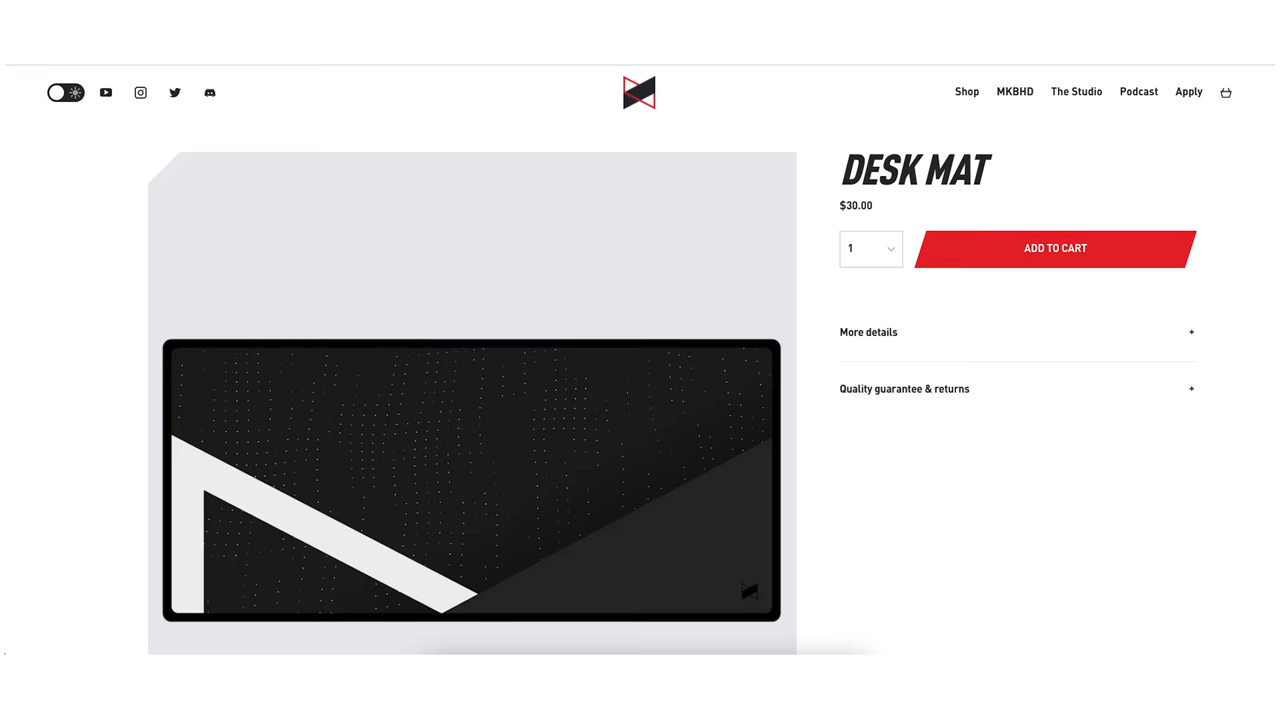 Shop MKBHD The Studio Podcast Apply
DESK MAT
$30.00
1
ADD TO CART
More details +
Quality guarantee & returns +